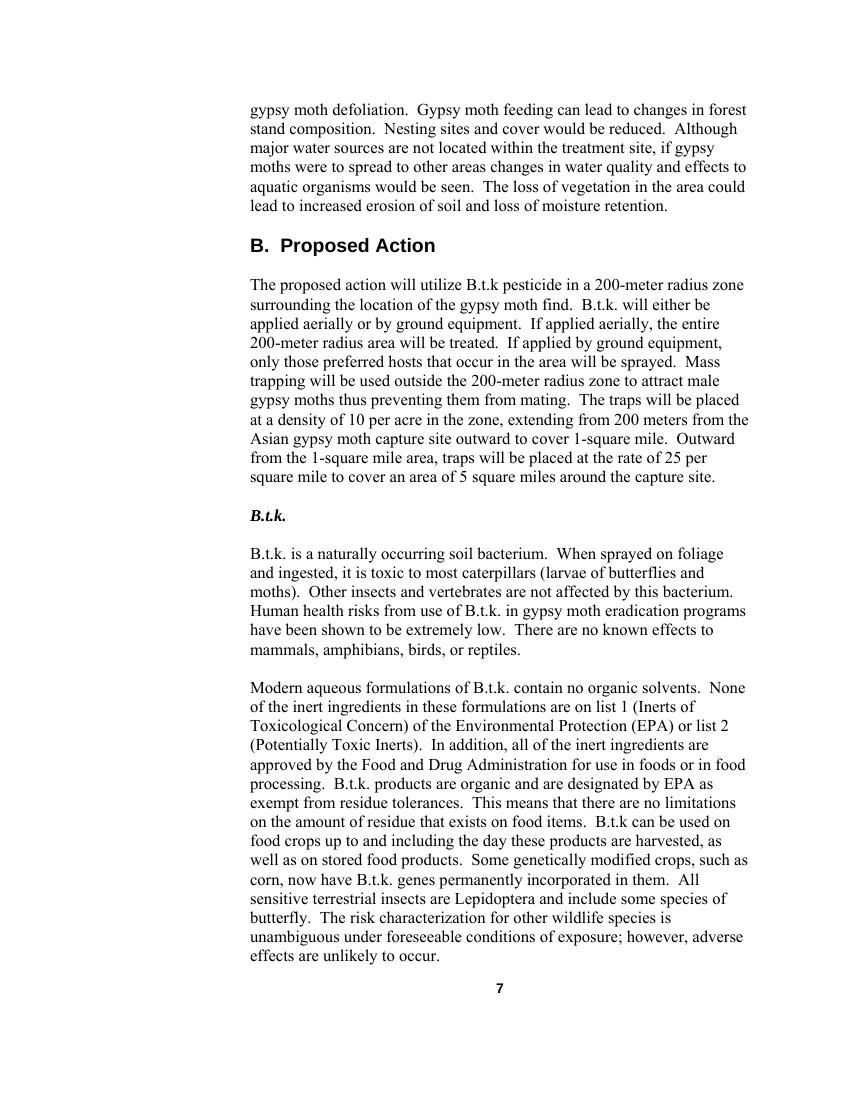 gypsy moth defoliation.  Gypsy moth feeding can lead to changes in forest
stand composition.  Nesting sites and cover would be reduced.  Although
major water sources are not located within the treatment site, if gypsy
moths were to spread to other areas changes in water quality and effects to
aquatic organisms would be seen.  The loss of vegetation in the area could
lead to increased erosion of soil and loss of moisture retention.
B.  Proposed Action
The proposed action will utilize B.t.k pesticide in a 200-meter radius zone
surrounding the location of the gypsy moth find.  B.t.k. will either be
applied aerially or by ground equipment.  If applied aerially, the entire
200-meter radius area will be treated.  If applied by ground equipment,
only those preferred hosts that occur in the area will be sprayed.  Mass
trapping will be used outside the 200-meter radius zone to attract male
gypsy moths thus preventing them from mating.  The traps will be placed
at a density of 10 per acre in the zone, extending from 200 meters from the
Asian gypsy moth capture site outward to cover 1-square mile.  Outward
from the 1-square mile area, traps will be placed at the rate of 25 per
square mile to cover an area of 5 square miles around the capture site.
B.t.k.
B.t.k. is a naturally occurring soil bacterium.  When sprayed on foliage
and ingested, it is toxic to most caterpillars (larvae of butterflies and
moths).  Other insects and vertebrates are not affected by this bacterium.
Human health risks from use of B.t.k. in gypsy moth eradication programs
have been shown to be extremely low.  There are no known effects to
mammals, amphibians, birds, or reptiles.
Modern aqueous formulations of B.t.k. contain no organic solvents.  None
of the inert ingredients in these formulations are on list 1 (Inerts of
Toxicological Concern) of the Environmental Protection (EPA) or list 2
(Potentially Toxic Inerts).  In addition, all of the inert ingredients are
approved by the Food and Drug Administration for use in foods or in food
processing.  B.t.k. products are organic and are designated by EPA as
exempt from residue tolerances.  This means that there are no limitations
on the amount of residue that exists on food items.  B.t.k can be used on
food crops up to and including the day these products are harvested, as
well as on stored food products.  Some genetically modified crops, such as
corn, now have B.t.k. genes permanently incorporated in them.  All
sensitive terrestrial insects are Lepidoptera and include some species of
butterfly.  The risk characterization for other wildlife species is
unambiguous under foreseeable conditions of exposure; however, adverse
effects are unlikely to occur.
7